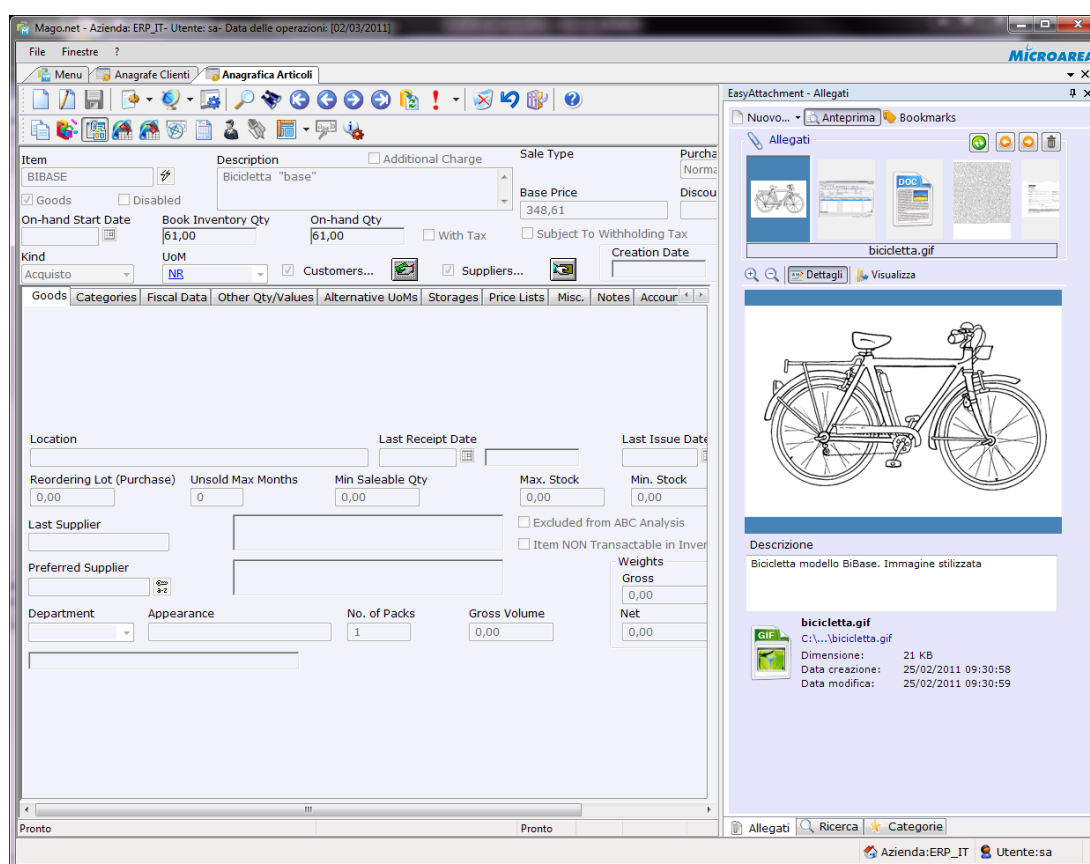 Mago.net - Azienda: ERP_IT- Utente: sa- Data delle operazioni: [02/03/2011]
File Finestre ?
MICROAREA
Menu Anagrafe Clienti Anagrafica Articoli
EasyAttachment - Allegati
Nuovo... Anteprima Bookmarks
Allegati
DOC
bicicletta.gif
Dettagli Visualizza
Item Description Additional Charge Sale Type Purcha
BIBASE Bicicletta "base" Norma
Goods Disabled Base Price Discou
348,61
On-hand Start Date Book Inventory Qty On-hand Qty
61,00 61,00 With Tax Subject To Withholding Tax
Kind UoM Creation Date
Acquisto NR Customers... Suppliers...
Goods Categories Fiscal Data Other Qty/Values Alternative UoMs Storages Price Lists Misc. Notes Accour
Location Last Receipt Date Last Issue Date
Reordering Lot (Purchase) Unsold Max Months Min Saleable Qty Max. Stock Min. Stock
0,00 0 0,00 0,00 0,00
Last Supplier Excluded from ABC Analysis
Item NON Transactable in Inver
Preferred Supplier Weights
Gross
0,00
Department Appearance No. of Packs Gross Volume Net
1 0,00 0,00
Descrizione
Bicicletta modello BiBase. Immagine stilizzata
GIF
bicicletta.gif
C:\...\bicicletta.gif
Dimensione: 21 KB
Data creazione: 25/02/2011 09:30:58
Data modifica: 25/02/2011 09:30:59
Pronto Pronto
Allegati Ricerca Categorie
Azienda:ERP_IT Utente:sa